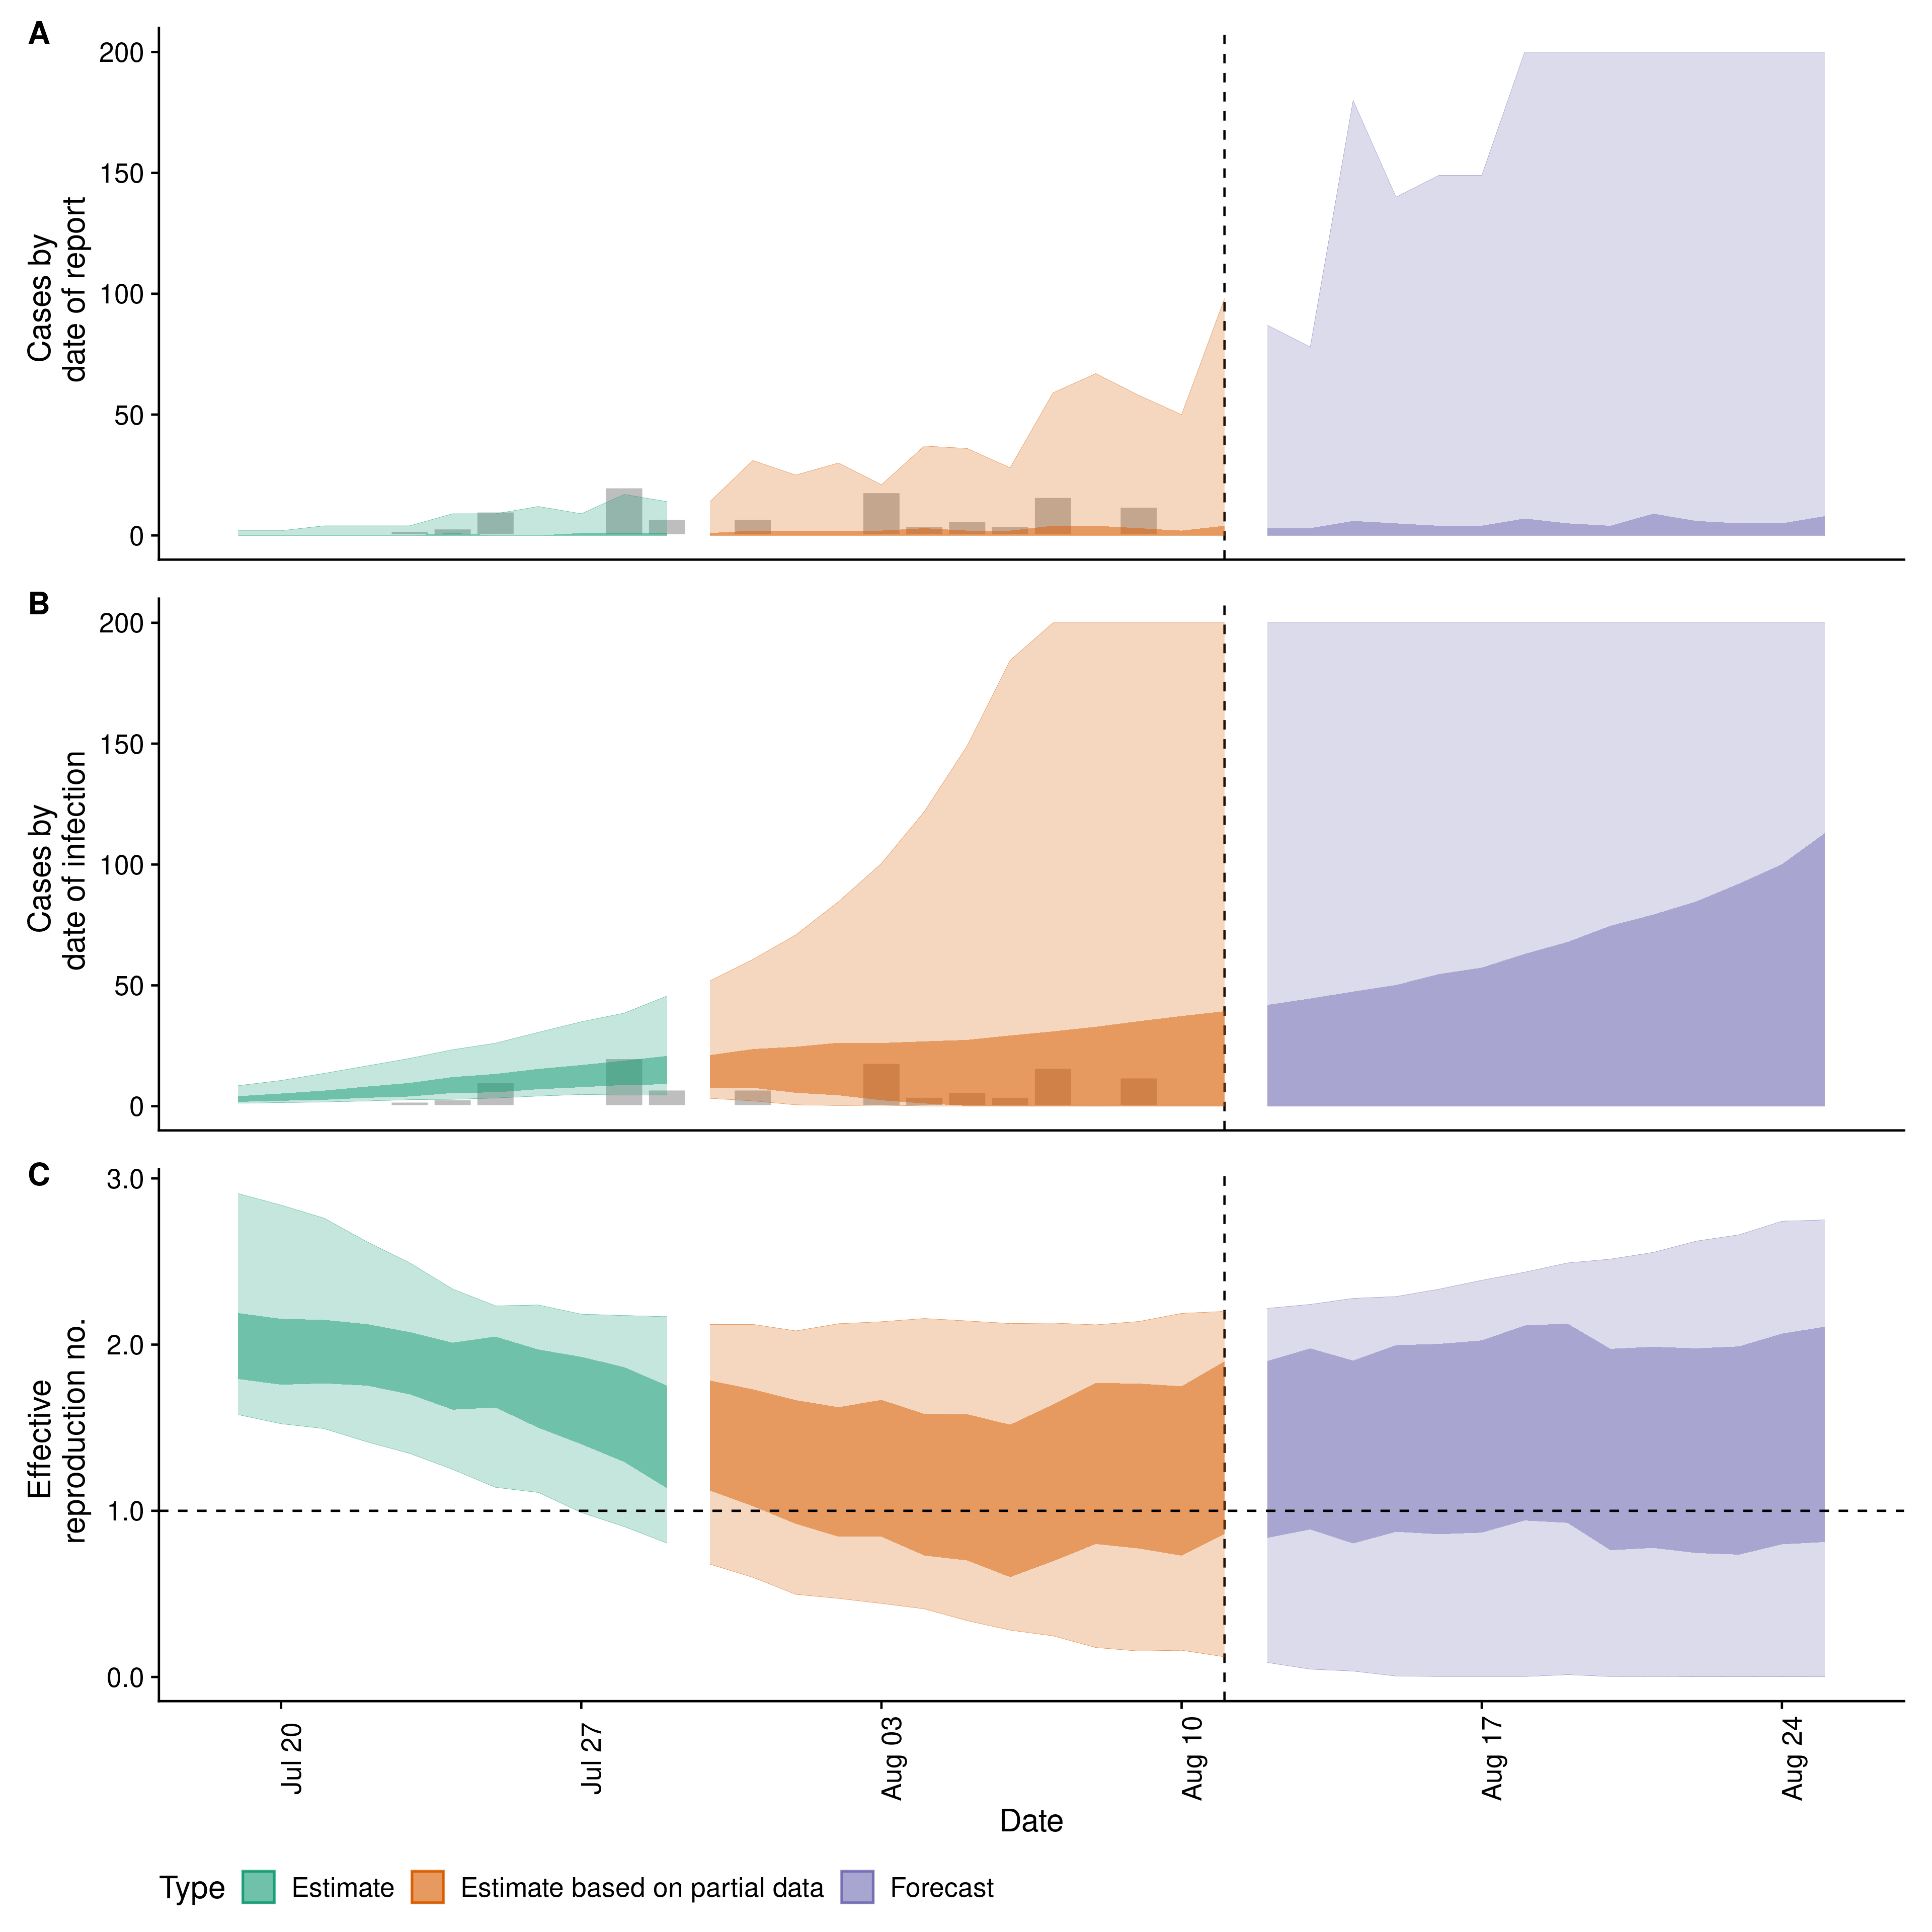 A
200
150
100
50
0
Cases by
date of report
B
200
150
100
50
0
Cases by
date of infection
C
3.0
2.0
1.0
0.0
Effective
reproduction no.
Jul 20
Jul 27
Aug 03
Aug 10
Aug 17
Aug 24
Date
Type
Estimate
Estimate based on partial data
Forecast